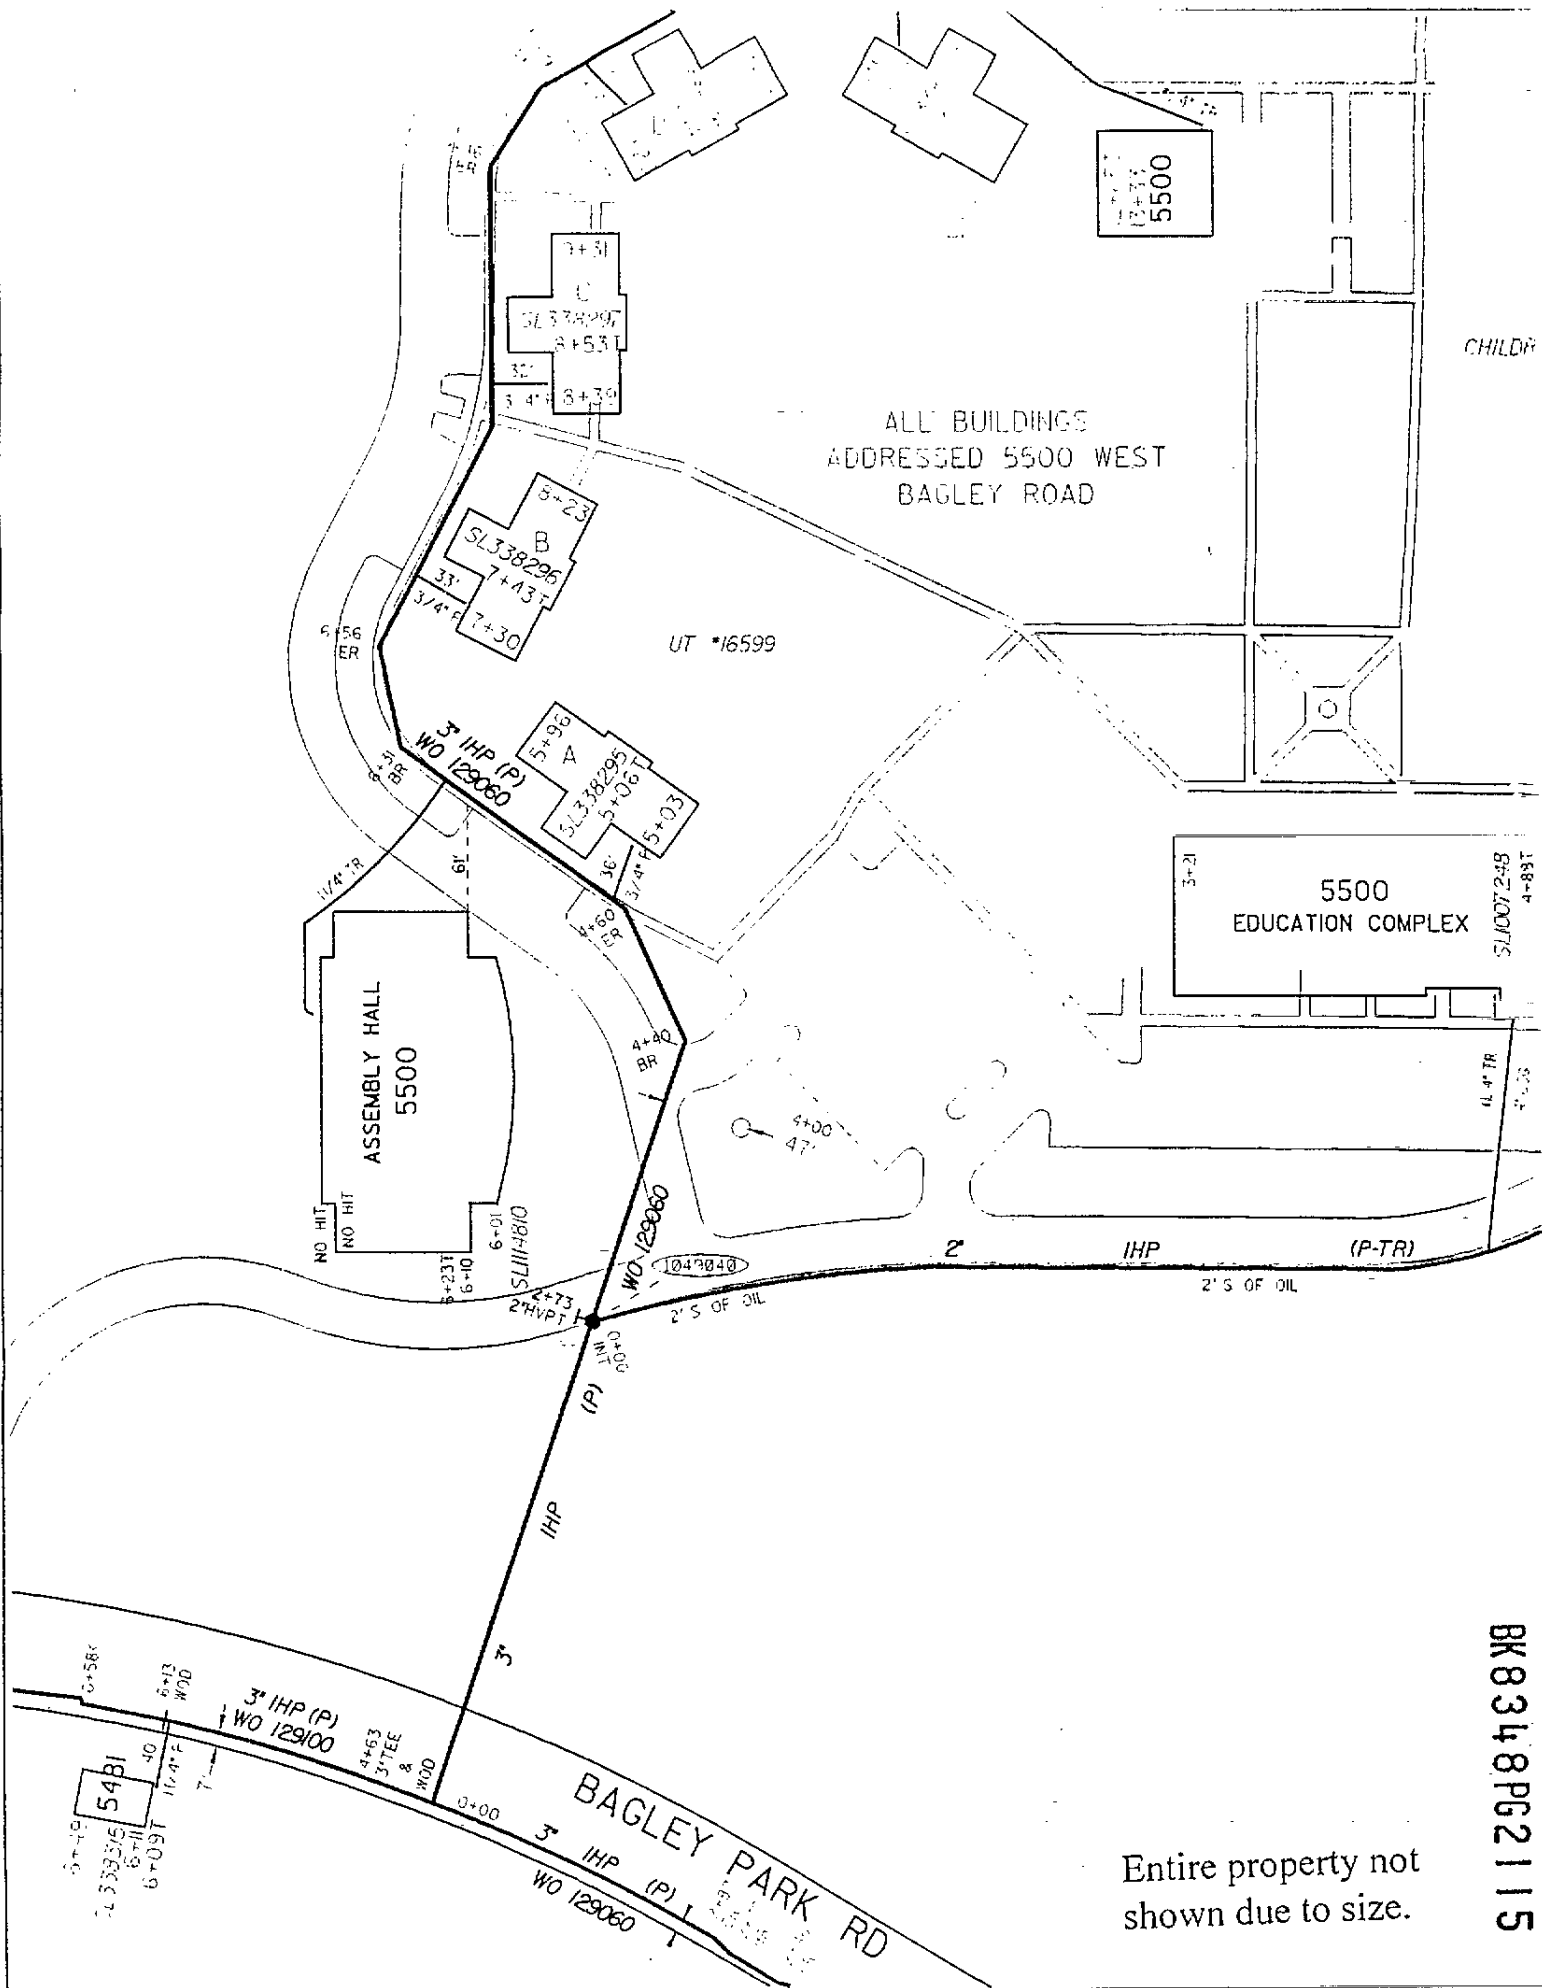 5500
9+31
C
SL338297
8+53T
32'
8+39
CHILDR
ALL BUILDINGS
ADDRESSED 5500 WEST
BAGLEY ROAD
8+23
B
SL338296
7+43T
7+30
33'
3/4" P
6+56
ER
UT *16599
3" IHP (P)
WO 129060
6+31
BR
5+96
A
SL338295
5+06T
5+03
36'
3/4" P
61'
1 1/4" TR
4+60
ER
3+21
5500
EDUCATION COMPLEX
SL1007248
4+88T
ASSEMBLY HALL
5500
4+40
BR
4+00
47'
NO HIT
NO HIT
6+23T
6+10
6+01
SL1114810
WO 129060
1049040
2"
IHP
(P-TR)
2' S OF OIL
2' S OF OIL
2+73
2"HVPT
0+00
INT
(P)
IHP
3"
6+13
WOD
3" IHP (P)
WO 129100
4+63
3"TEE
&
WOD
40
1 1/4" P
7'
5481
6+11
6+09T
0+00
3"
IHP
(P)
WO 129060
BAGLEY PARK RD
Entire property not
shown due to size.
BK8348PG2115